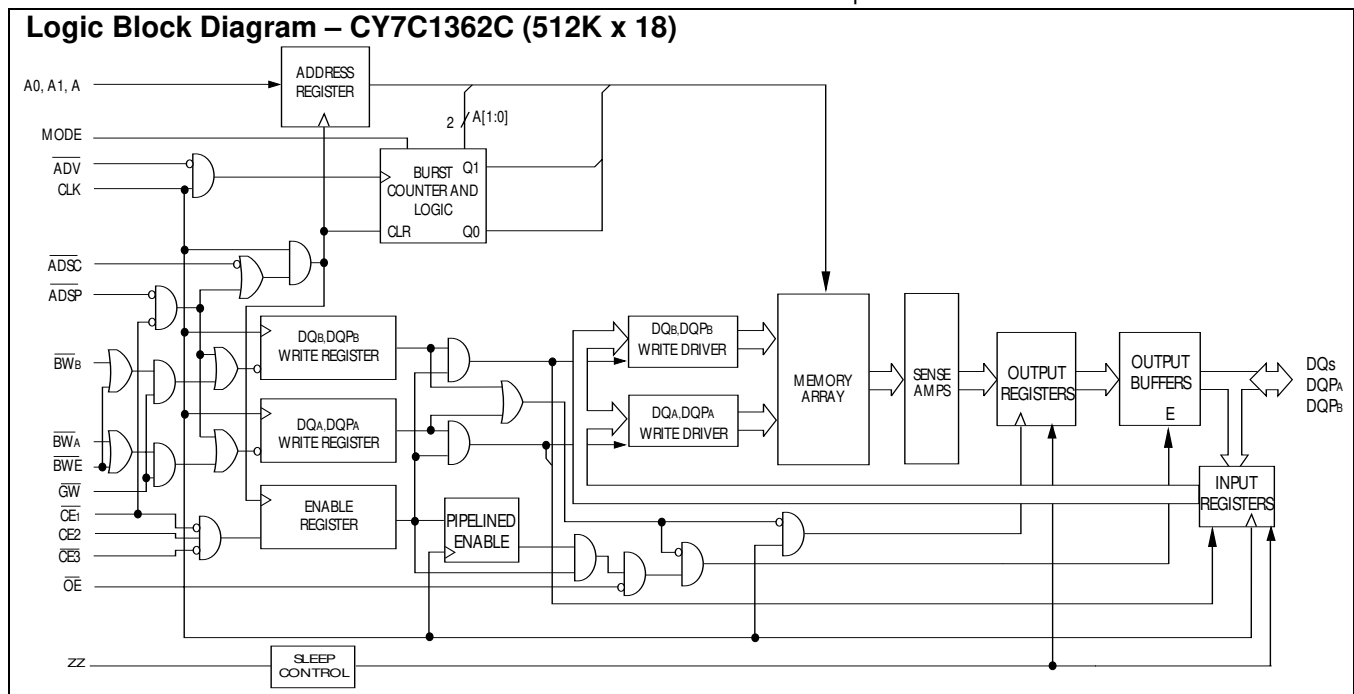 Logic Block Diagram – CY7C1362C (512K x 18)
A0, A1, A
ADDRESS
REGISTER
MODE
2
A[1:0]
ADV
CLK
BURST
COUNTER AND
LOGIC
Q1
CLR
Q0
ADSC
ADSP
DQB,DQPB
WRITE REGISTER
DQB,DQPB
WRITE DRIVER
BWB
MEMORY
ARRAY
SENSE
AMPS
OUTPUT
REGISTERS
OUTPUT
BUFFERS
E
DQs
DQPA
DQPB
DQA,DQPA
WRITE REGISTER
DQA,DQPA
WRITE DRIVER
BWA
BWE
GW
INPUT
REGISTERS
CE1
CE2
CE3
ENABLE
REGISTER
PIPELINED
ENABLE
OE
ZZ
SLEEP
CONTROL